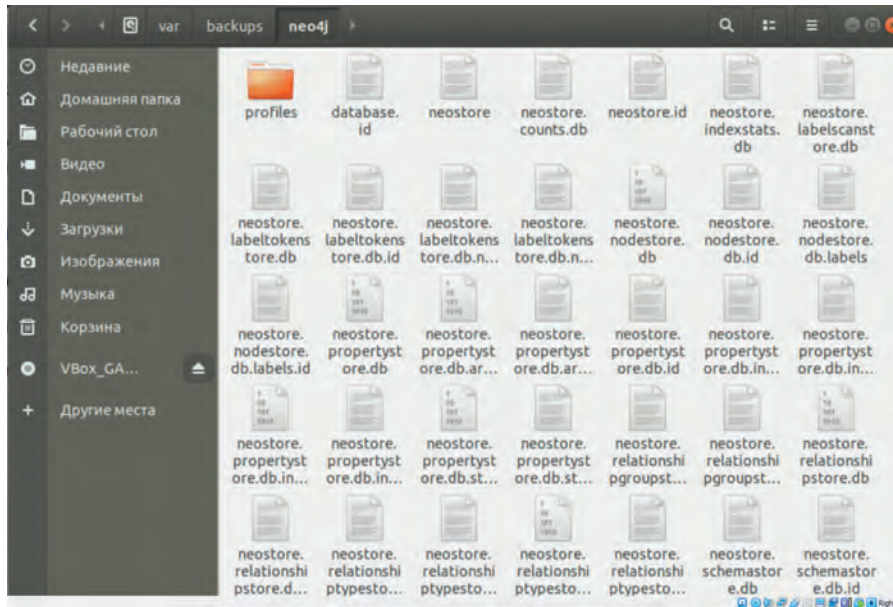 var backups neo4j
Недавние
Домашняя папка
Рабочий стол
Видео
Документы
Загрузки
Изображения
Музыка
Корзина
VBox_GA...
Другие места
profiles
database.
id
neostore
neostore.
counts.db
neostore.id
neostore.
indexstats.
db
neostore.
labelscanst
ore.db
neostore.
labeltokens
tore.db
neostore.
labeltokens
tore.db.id
neostore.
labeltokens
tore.db.n...
neostore.
labeltokens
tore.db.n...
neostore.
nodestore.
db
neostore.
nodestore.
db.id
neostore.
nodestore.
db.labels
neostore.
nodestore.
db.labels.id
neostore.
propertyst
ore.db
neostore.
propertyst
ore.db.ar...
neostore.
propertyst
ore.db.ar...
neostore.
propertyst
ore.db.id
neostore.
propertyst
ore.db.in...
neostore.
propertyst
ore.db.in...
neostore.
propertyst
ore.db.in...
neostore.
propertyst
ore.db.in...
neostore.
propertyst
ore.db.st...
neostore.
propertyst
ore.db.st...
neostore.
relationshi
pgroupst...
neostore.
relationshi
pgroupst...
neostore.
relationshi
pstore.db
neostore.
relationshi
pstore.d...
neostore.
relationshi
ptypesto...
neostore.
relationshi
ptypesto...
neostore.
relationshi
ptypesto...
neostore.
relationshi
ptypesto...
neostore.
schemastor
e.db
neostore.
schemastor
e.db.id